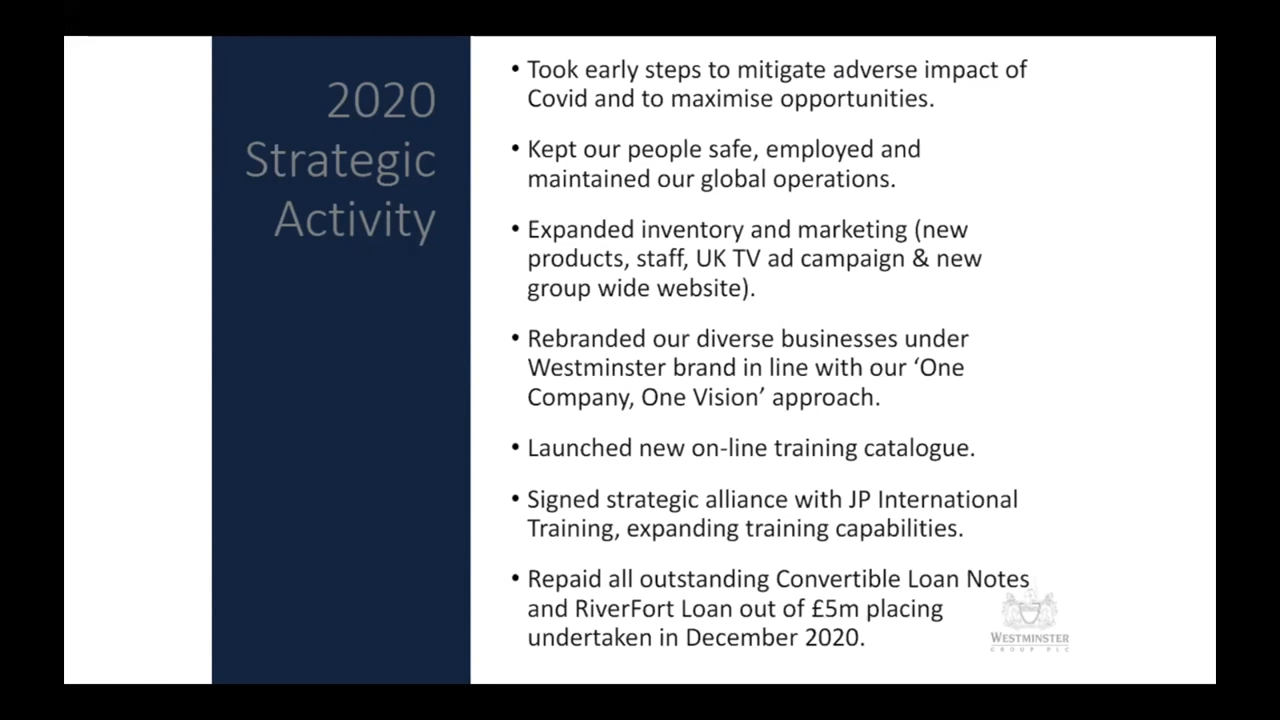 2020
Strategic
Activity
• Took early steps to mitigate adverse impact of
Covid and to maximise opportunities.
• Kept our people safe, employed and
maintained our global operations.
• Expanded inventory and marketing (new
products, staff, UK TV ad campaign & new
group wide website).
• Rebranded our diverse businesses under
Westminster brand in line with our ‘One
Company, One Vision’ approach.
• Launched new on-line training catalogue.
• Signed strategic alliance with JP International
Training, expanding training capabilities.
• Repaid all outstanding Convertible Loan Notes
and RiverFort Loan out of £5m placing
undertaken in December 2020.
WESTMINSTER
GROUP PLC